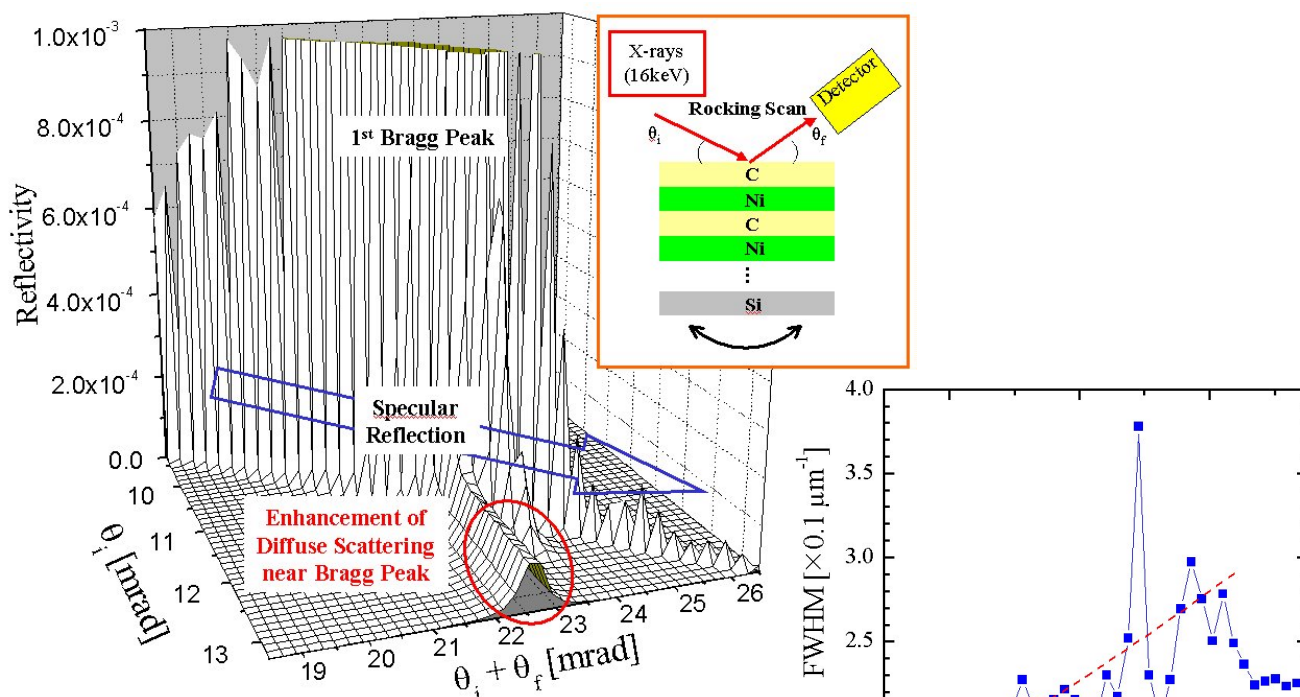 1.0x10⁻³
8.0x10⁻⁴
6.0x10⁻⁴
4.0x10⁻⁴
2.0x10⁻⁴
0.0
Reflectivity
10
11
12
13
θᵢ [mrad]
19
20
21
22
23
24
25
26
θᵢ + θf [mrad]
1st Bragg Peak
Specular
Reflection
Enhancement of
Diffuse Scattering
near Bragg Peak
X-rays
(16keV)
Rocking Scan
Detector
θᵢ
θf
C
Ni
C
Ni
⋮
Si
4.0
3.5
3.0
2.5
FWHM [×0.1 μm⁻¹]